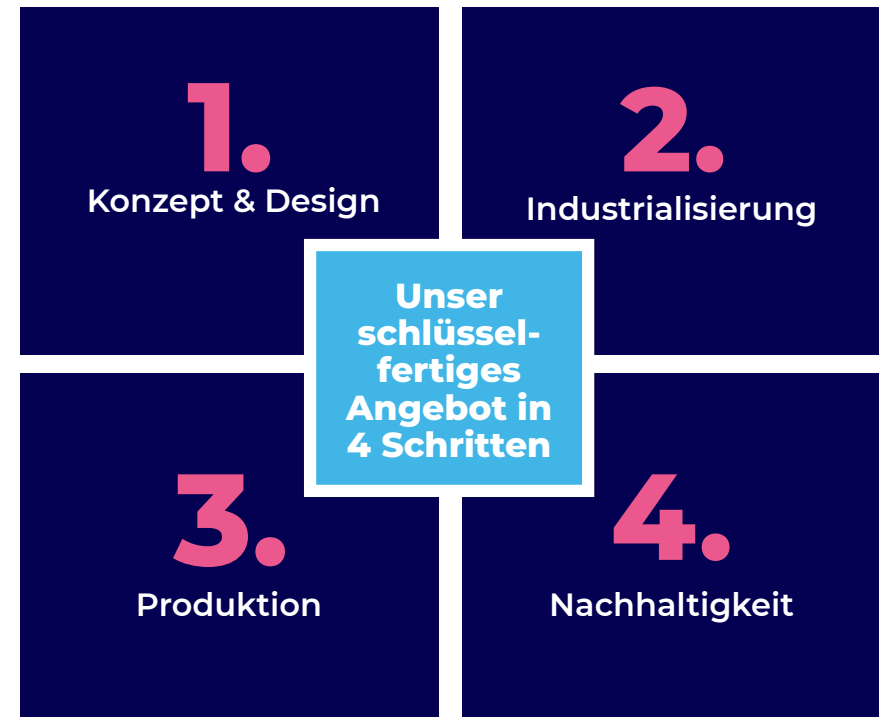 1.
Konzept & Design
2.
Industrialisierung
Unser
schlüssel-
fertiges
Angebot in
4 Schritten
3.
Produktion
4.
Nachhaltigkeit